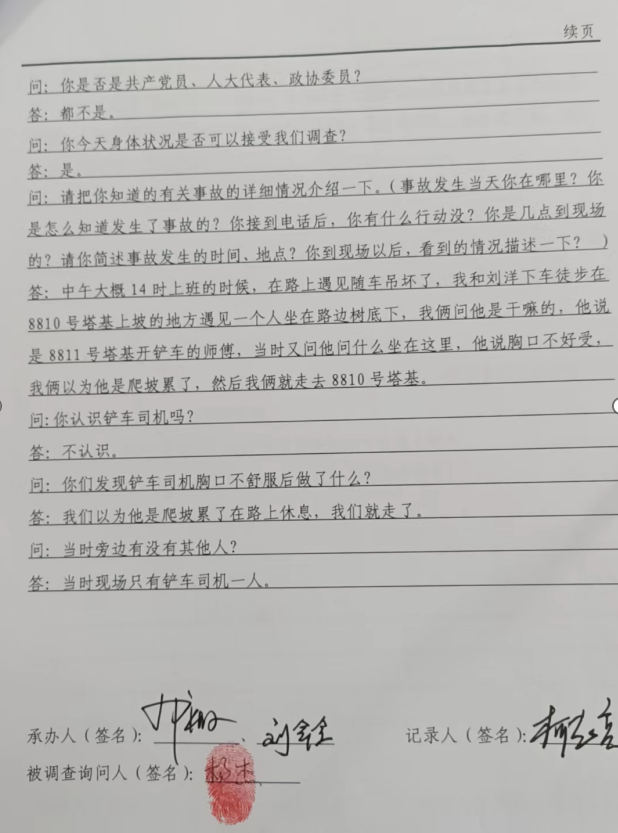 续页
问：你是否是共产党员、人大代表、政协委员？
答：都不是。
问：你今天身体状况是否可以接受我们调查？
答：是。
问：请把你知道的有关事故的详细情况介绍一下。（事故发生当天你在哪里？你
是怎么知道发生了事故的？你接到电话后，你有什么行动没？你是几点到现场
的？请你简述事故发生的时间、地点？你到现场以后，看到的情况描述一下？ ）
答：中午大概 14 时上班的时候，在路上遇见随车吊坏了，我和刘洋下车徒步在
8810 号塔基上坡的地方遇见一个人坐在路边树底下，我俩问他是干嘛的，他说
是 8811 号塔基开铲车的师傅，当时又问他问什么坐在这里，他说胸口不好受，
我俩以为他是爬坡累了，然后我俩就走去 8810 号塔基。
问：你认识铲车司机吗？
答：不认识。
问：你们发现铲车司机胸口不舒服后做了什么？
答：我们以为他是爬坡累了在路上休息，我们就走了。
问：当时旁边有没有其他人？
答：当时现场只有铲车司机一人。
承办人（签名）： 、 记录人（签名）：
被调查询问人（签名）：